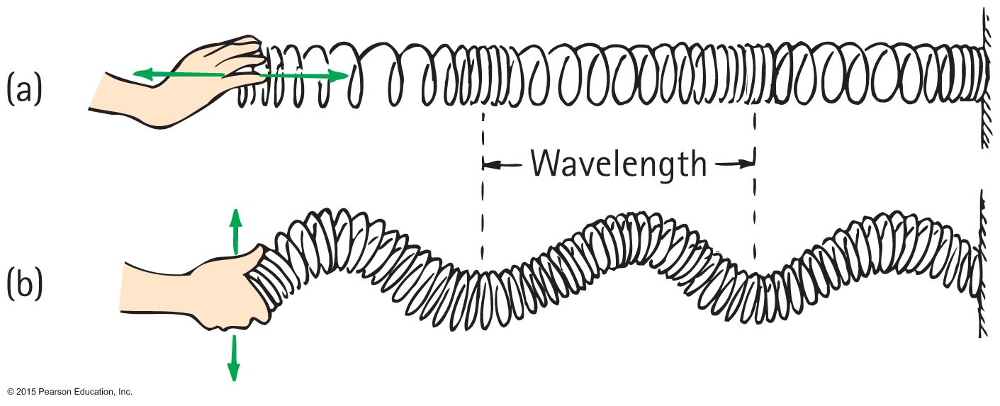 (a)
Wavelength
(b)
© 2015 Pearson Education, Inc.